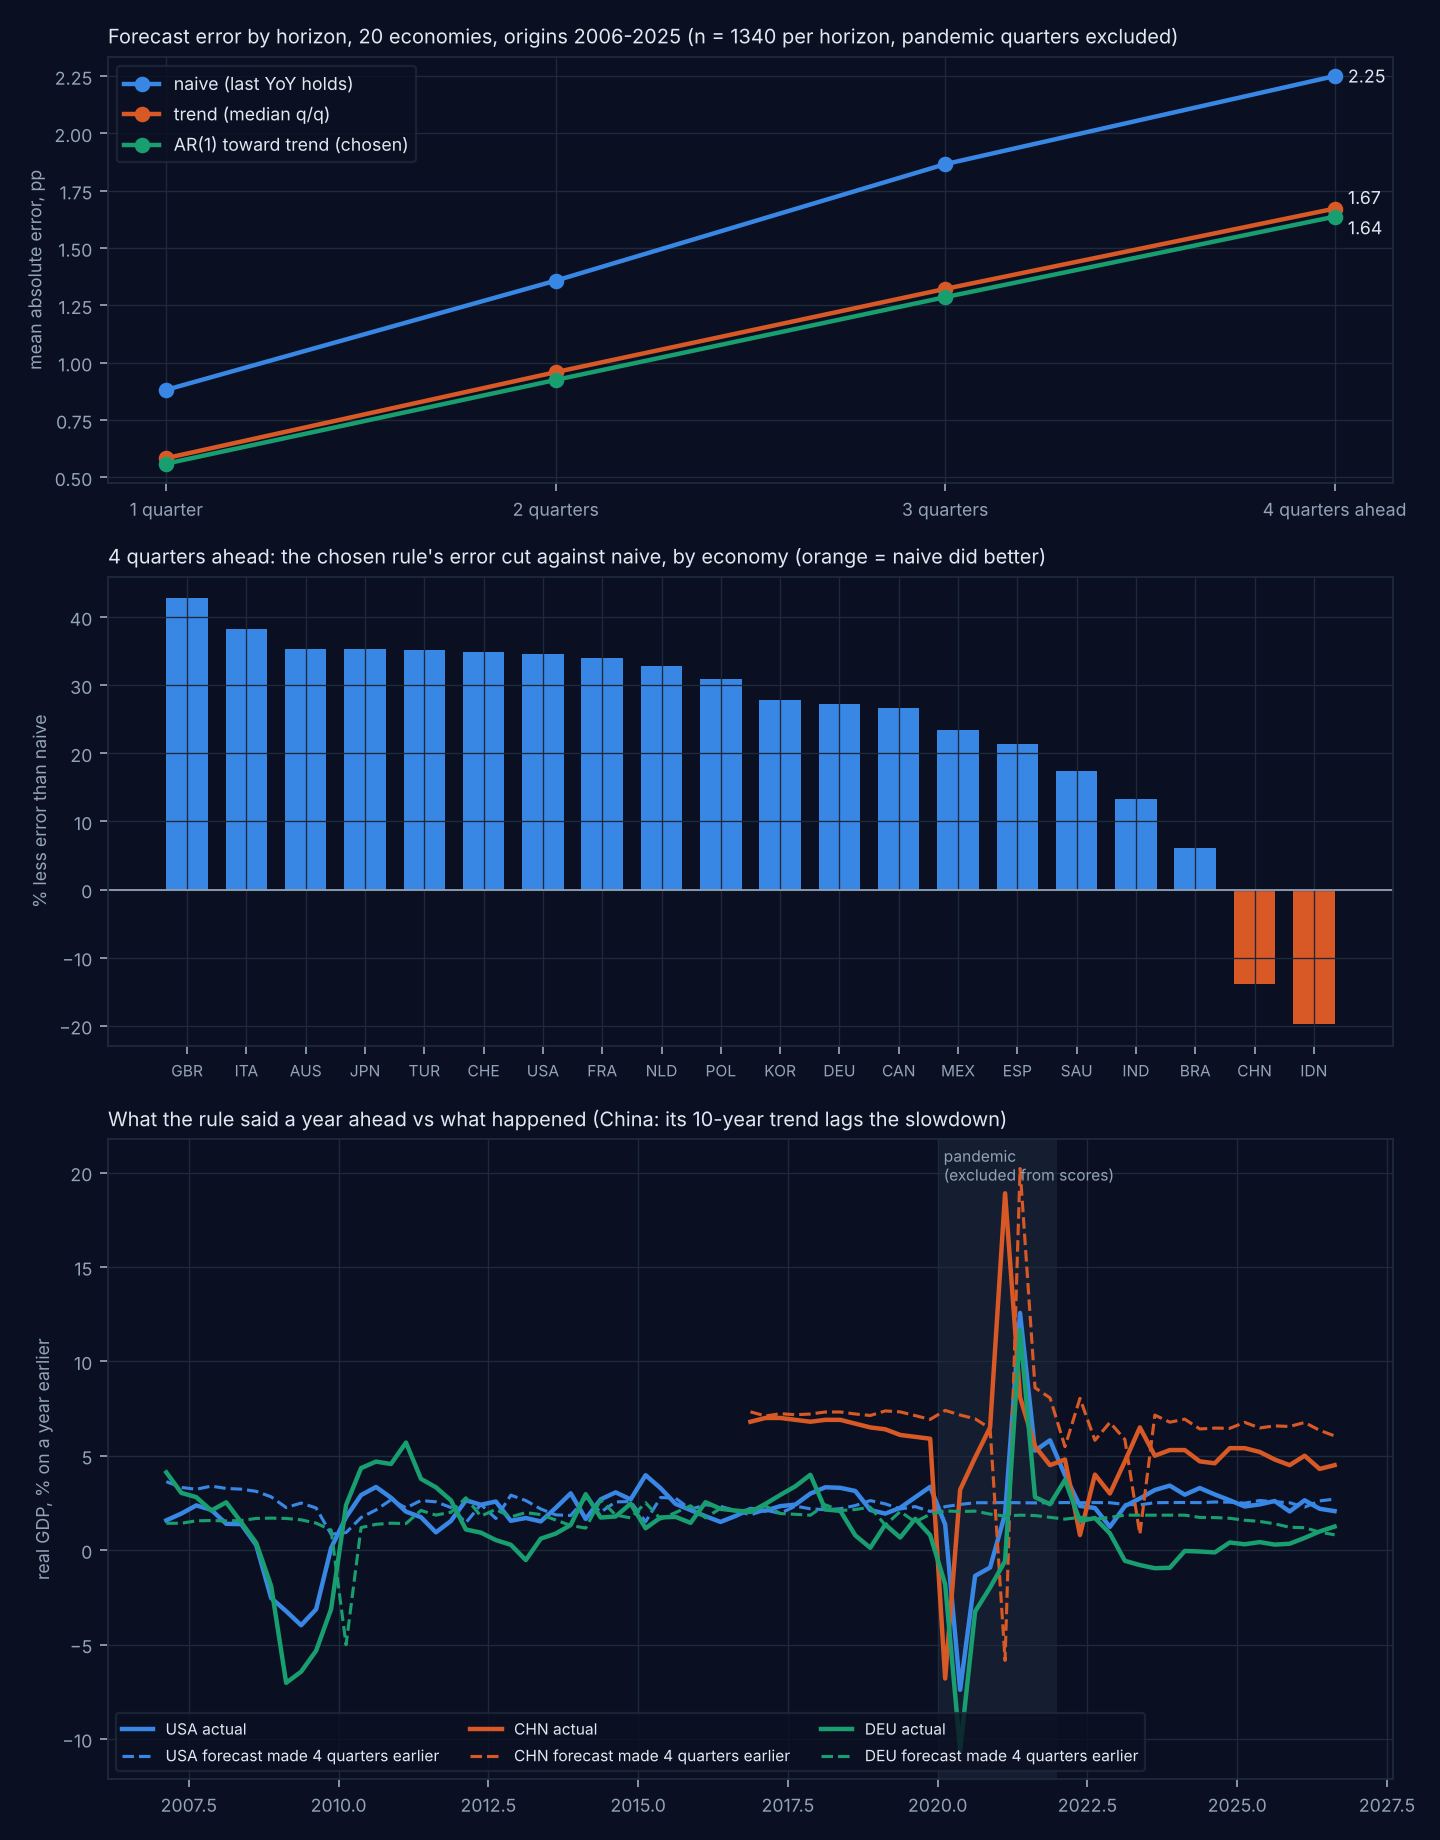 Forecast error by horizon, 20 economies, origins 2006-2025 (n = 1340 per horizon, pandemic quarters excluded)
naive (last YoY holds)
trend (median q/q)
AR(1) toward trend (chosen)
mean absolute error, pp
2.25
2.00
1.75
1.50
1.25
1.00
0.75
0.50
2.25
1.67
1.64
1 quarter
2 quarters
3 quarters
4 quarters ahead
4 quarters ahead: the chosen rule's error cut against naive, by economy (orange = naive did better)
% less error than naive
40
30
20
10
0
−10
−20
GBR
ITA
AUS
JPN
TUR
CHE
USA
FRA
NLD
POL
KOR
DEU
CAN
MEX
ESP
SAU
IND
BRA
CHN
IDN
What the rule said a year ahead vs what happened (China: its 10-year trend lags the slowdown)
real GDP, % on a year earlier
20
15
10
5
0
−5
−10
pandemic
(excluded from scores)
USA actual
USA forecast made 4 quarters earlier
CHN actual
CHN forecast made 4 quarters earlier
DEU actual
DEU forecast made 4 quarters earlier
2007.5
2010.0
2012.5
2015.0
2017.5
2020.0
2022.5
2025.0
2027.5